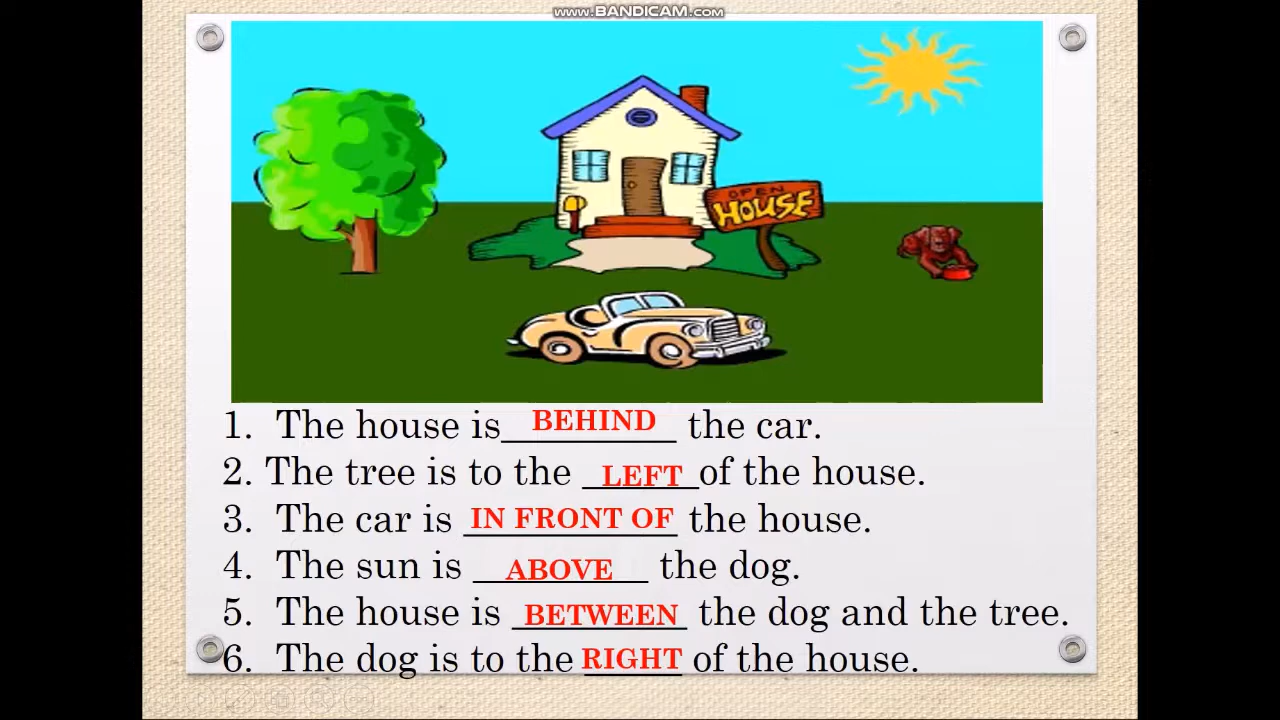 www.BANDICAM.com
OPEN
HOUSE
1. The house is BEHIND the car.
2. The tree is to the LEFT of the house.
3. The car is IN FRONT OF the house.
4. The sun is ABOVE the dog.
5. The house is BETWEEN the dog and the tree.
6. The dog is to the RIGHT of the house.